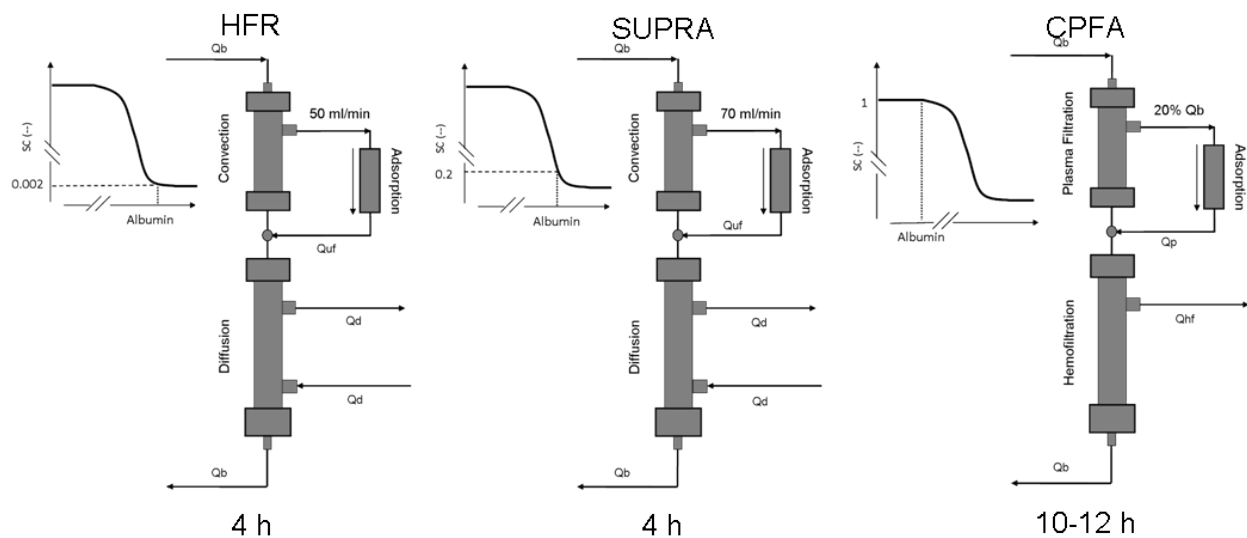 HFR
Qb
SC (--)
0.002
Albumin
Convection
50 ml/min
Adsorption
Quf
Diffusion
Qd
Qd
Qb
4 h
SUPRA
Qb
SC (--)
0.2
Albumin
Convection
70 ml/min
Adsorption
Quf
Diffusion
Qd
Qd
Qb
4 h
CPFA
Qb
1
SC (--)
Albumin
Plasma Filtration
20% Qb
Adsorption
Qp
Hemofiltration
Qhf
Qb
10-12 h